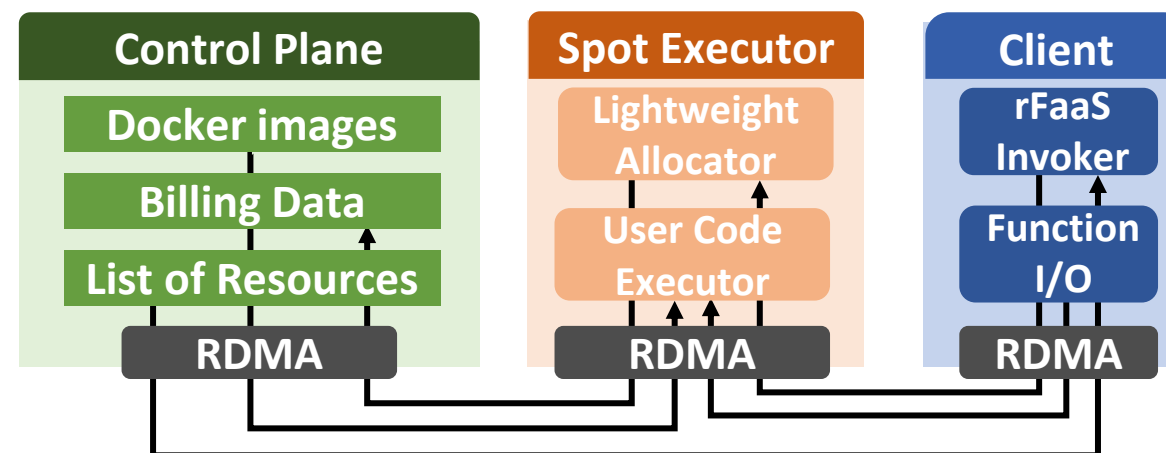 Control Plane
Docker images
Billing Data
List of Resources
RDMA
Spot Executor
Lightweight
Allocator
User Code
Executor
RDMA
Client
rFaaS
Invoker
Function
I/O
RDMA